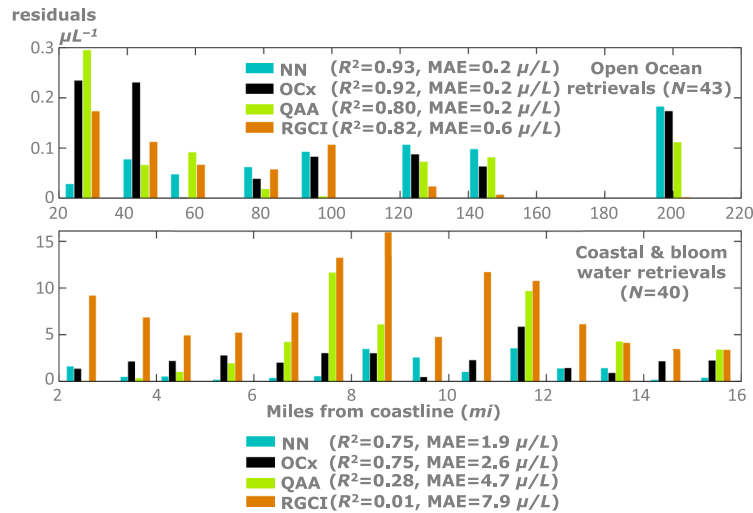 residuals
µL⁻¹
0.3
0.2
0.1
0
NN (R²=0.93, MAE=0.2 µ/L)
OCx (R²=0.92, MAE=0.2 µ/L)
QAA (R²=0.80, MAE=0.2 µ/L)
RGCI (R²=0.82, MAE=0.6 µ/L)
Open Ocean
retrievals (N=43)
20 40 60 80 100 120 140 160 180 200 220
15
10
5
0
Coastal & bloom
water retrievals
(N=40)
2 4 6 8 10 12 14 16
Miles from coastline (mi)
NN (R²=0.75, MAE=1.9 µ/L)
OCx (R²=0.75, MAE=2.6 µ/L)
QAA (R²=0.28, MAE=4.7 µ/L)
RGCI (R²=0.01, MAE=7.9 µ/L)